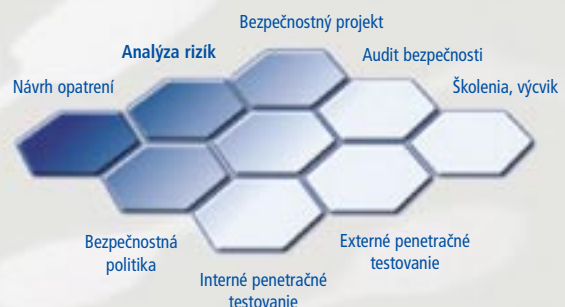 Bezpečnostný projekt
Analýza rizík
Audit bezpečnosti
Návrh opatrení
Školenia, výcvik
Bezpečnostná
politika
Externé penetračné
testovanie
Interné penetračné
testovanie